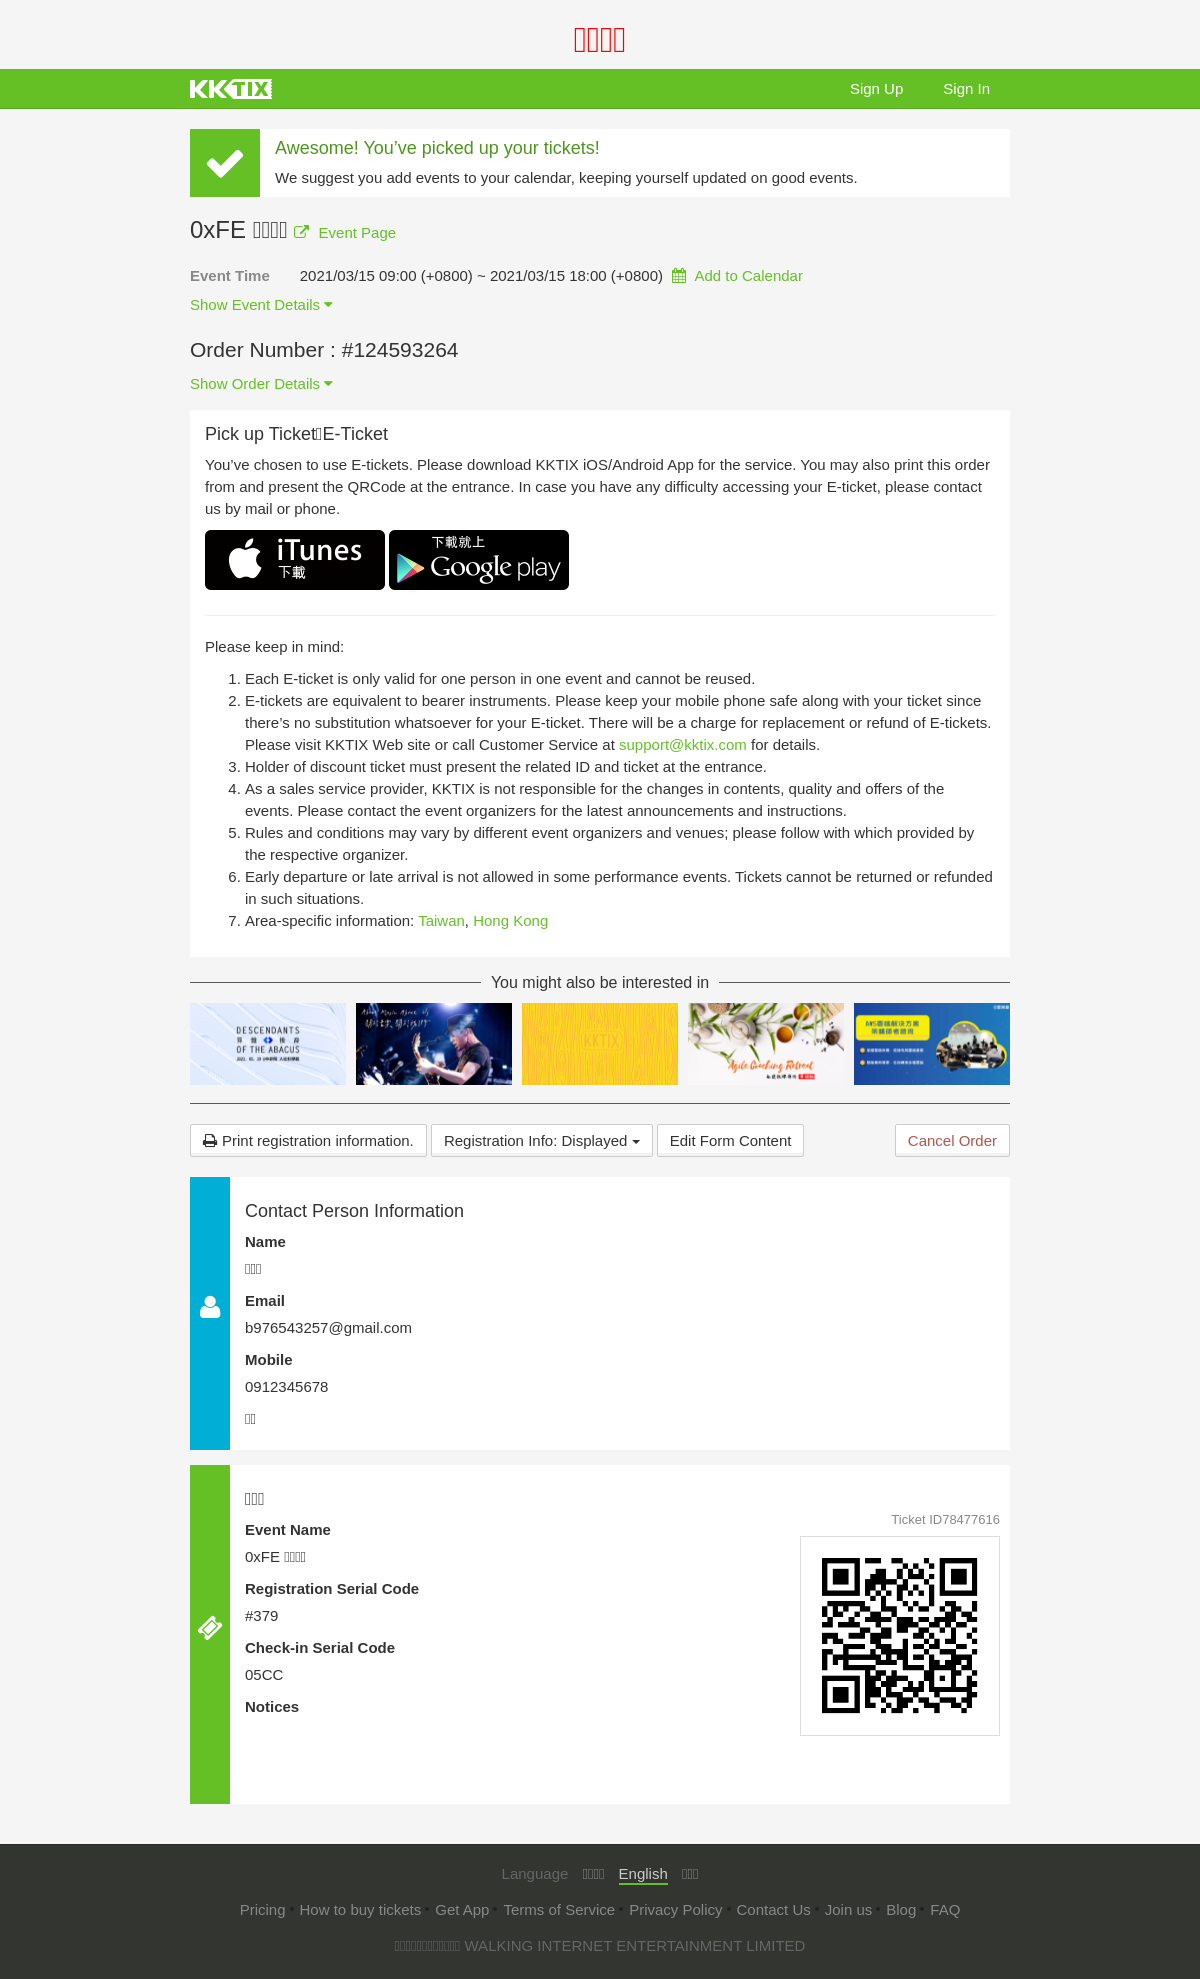 KKTIX
Sign Up
Sign In
Awesome! You’ve picked up your tickets!
We suggest you add events to your calendar, keeping yourself updated on good events.
0xFE
Event Page
Event Time 2021/03/15 09:00 (+0800) ~ 2021/03/15 18:00 (+0800) Add to Calendar
Show Event Details
Order Number : #124593264
Show Order Details
Pick up Ticket E-Ticket
You’ve chosen to use E-tickets. Please download KKTIX iOS/Android App for the service. You may also print this order
from and present the QRCode at the entrance. In case you have any difficulty accessing your E-ticket, please contact
us by mail or phone.
iTunes
下載
下載就上
Google play
Please keep in mind:
1. Each E-ticket is only valid for one person in one event and cannot be reused.
2. E-tickets are equivalent to bearer instruments. Please keep your mobile phone safe along with your ticket since
there’s no substitution whatsoever for your E-ticket. There will be a charge for replacement or refund of E-tickets.
Please visit KKTIX Web site or call Customer Service at support@kktix.com for details.
3. Holder of discount ticket must present the related ID and ticket at the entrance.
4. As a sales service provider, KKTIX is not responsible for the changes in contents, quality and offers of the
events. Please contact the event organizers for the latest announcements and instructions.
5. Rules and conditions may vary by different event organizers and venues; please follow with which provided by
the respective organizer.
6. Early departure or late arrival is not allowed in some performance events. Tickets cannot be returned or refunded
in such situations.
7. Area-specific information: Taiwan, Hong Kong
You might also be interested in
DESCENDANTS
OF THE ABACUS
KKTIX
Agile Coaching Retreat
Print registration information.
Registration Info: Displayed
Edit Form Content
Cancel Order
Contact Person Information
Name
Email
b976543257@gmail.com
Mobile
0912345678
Ticket ID78477616
Event Name
0xFE
Registration Serial Code
#379
Check-in Serial Code
05CC
Notices
Language English
Pricing • How to buy tickets • Get App • Terms of Service • Privacy Policy • Contact Us • Join us • Blog • FAQ
WALKING INTERNET ENTERTAINMENT LIMITED